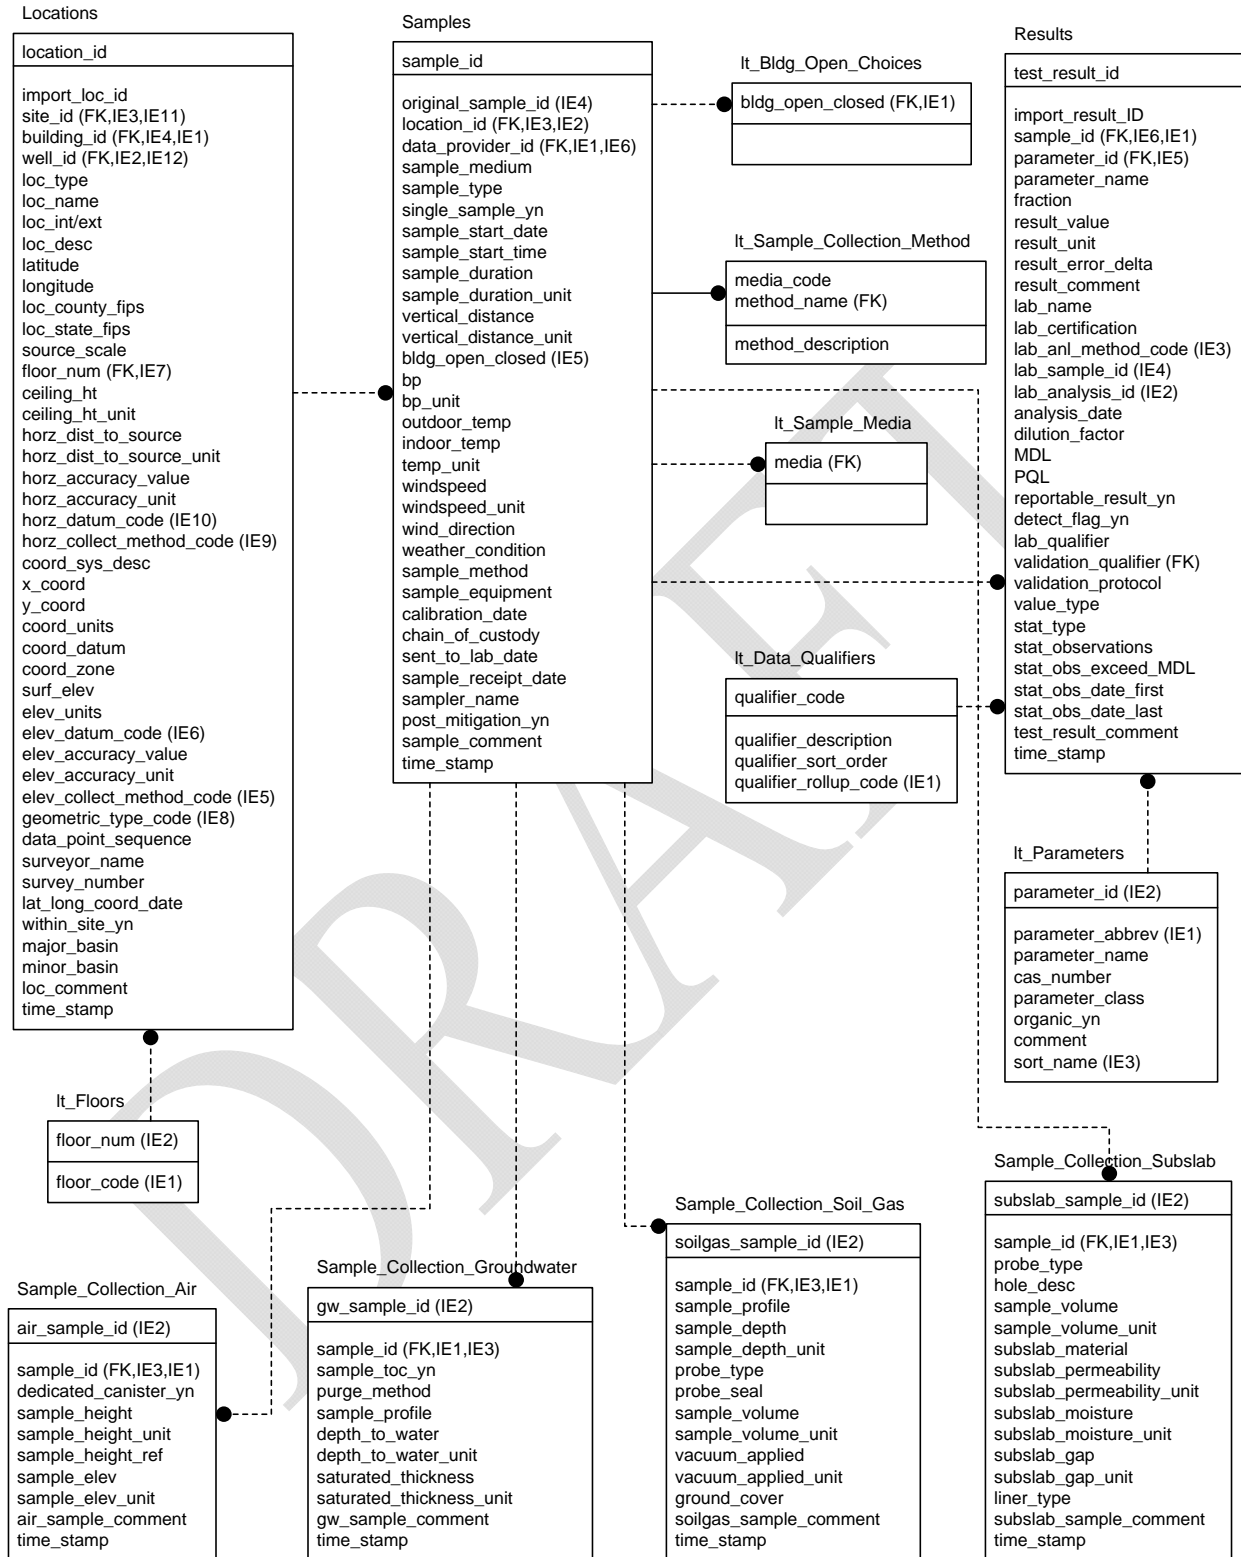 Locations
location_id
import_loc_id
site_id (FK,IE3,IE11)
building_id (FK,IE4,IE1)
well_id (FK,IE2,IE12)
loc_type
loc_name
loc_int/ext
loc_desc
latitude
longitude
loc_county_fips
loc_state_fips
source_scale
floor_num (FK,IE7)
ceiling_ht
ceiling_ht_unit
horz_dist_to_source
horz_dist_to_source_unit
horz_accuracy_value
horz_accuracy_unit
horz_datum_code (IE10)
horz_collect_method_code (IE9)
coord_sys_desc
x_coord
y_coord
coord_units
coord_datum
coord_zone
surf_elev
elev_units
elev_datum_code (IE6)
elev_accuracy_value
elev_accuracy_unit
elev_collect_method_code (IE5)
geometric_type_code (IE8)
data_point_sequence
surveyor_name
survey_number
lat_long_coord_date
within_site_yn
major_basin
minor_basin
loc_comment
time_stamp
Samples
sample_id
original_sample_id (IE4)
location_id (FK,IE3,IE2)
data_provider_id (FK,IE1,IE6)
sample_medium
sample_type
single_sample_yn
sample_start_date
sample_start_time
sample_duration
sample_duration_unit
vertical_distance
vertical_distance_unit
bldg_open_closed (IE5)
bp
bp_unit
outdoor_temp
indoor_temp
temp_unit
windspeed
windspeed_unit
wind_direction
weather_condition
sample_method
sample_equipment
calibration_date
chain_of_custody
sent_to_lab_date
sample_receipt_date
sampler_name
post_mitigation_yn
sample_comment
time_stamp
lt_Bldg_Open_Choices
bldg_open_closed (FK,IE1)
lt_Sample_Collection_Method
media_code
method_name (FK)
method_description
lt_Sample_Media
media (FK)
lt_Data_Qualifiers
qualifier_code
qualifier_description
qualifier_sort_order
qualifier_rollup_code (IE1)
Results
test_result_id
import_result_ID
sample_id (FK,IE6,IE1)
parameter_id (FK,IE5)
parameter_name
fraction
result_value
result_unit
result_error_delta
result_comment
lab_name
lab_certification
lab_anl_method_code (IE3)
lab_sample_id (IE4)
lab_analysis_id (IE2)
analysis_date
dilution_factor
MDL
PQL
reportable_result_yn
detect_flag_yn
lab_qualifier
validation_qualifier (FK)
validation_protocol
value_type
stat_type
stat_observations
stat_obs_exceed_MDL
stat_obs_date_first
stat_obs_date_last
test_result_comment
time_stamp
lt_Parameters
parameter_id (IE2)
parameter_abbrev (IE1)
parameter_name
cas_number
parameter_class
organic_yn
comment
sort_name (IE3)
lt_Floors
floor_num (IE2)
floor_code (IE1)
Sample_Collection_Air
air_sample_id (IE2)
sample_id (FK,IE3,IE1)
dedicated_canister_yn
sample_height
sample_height_unit
sample_height_ref
sample_elev
sample_elev_unit
air_sample_comment
time_stamp
Sample_Collection_Groundwater
gw_sample_id (IE2)
sample_id (FK,IE1,IE3)
sample_toc_yn
purge_method
sample_profile
depth_to_water
depth_to_water_unit
saturated_thickness
saturated_thickness_unit
gw_sample_comment
time_stamp
Sample_Collection_Soil_Gas
soilgas_sample_id (IE2)
sample_id (FK,IE3,IE1)
sample_profile
sample_depth
sample_depth_unit
probe_type
probe_seal
sample_volume
sample_volume_unit
vacuum_applied
vacuum_applied_unit
ground_cover
soilgas_sample_comment
time_stamp
Sample_Collection_Subslab
subslab_sample_id (IE2)
sample_id (FK,IE1,IE3)
probe_type
hole_desc
sample_volume
sample_volume_unit
subslab_material
subslab_permeability
subslab_permeability_unit
subslab_moisture
subslab_moisture_unit
subslab_gap
subslab_gap_unit
liner_type
subslab_sample_comment
time_stamp
DRAFT